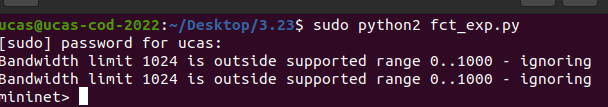 ucas@ucas-cod-2022:~/Desktop/3.23$ sudo python2 fct_exp.py
[sudo] password for ucas:
Bandwidth limit 1024 is outside supported range 0..1000 - ignoring
Bandwidth limit 1024 is outside supported range 0..1000 - ignoring
mininet>